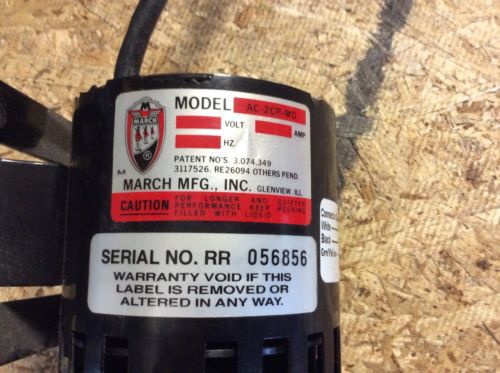 M
MARCH
®
MODEL AC-2CP-MD
VOLT AMP
HZ
PATENT NO'S. 3,074,349
3117526, RE26094 OTHERS PEND.
M
MARCH MFG., INC. GLENVIEW, ILL.
CAUTION FOR LONGER AND QUIETER
PERFORMANCE KEEP HOUSING
FILLED WITH LIQUID
SERIAL NO. RR 056856
WARRANTY VOID IF THIS
LABEL IS REMOVED OR
ALTERED IN ANY WAY.
White
Black